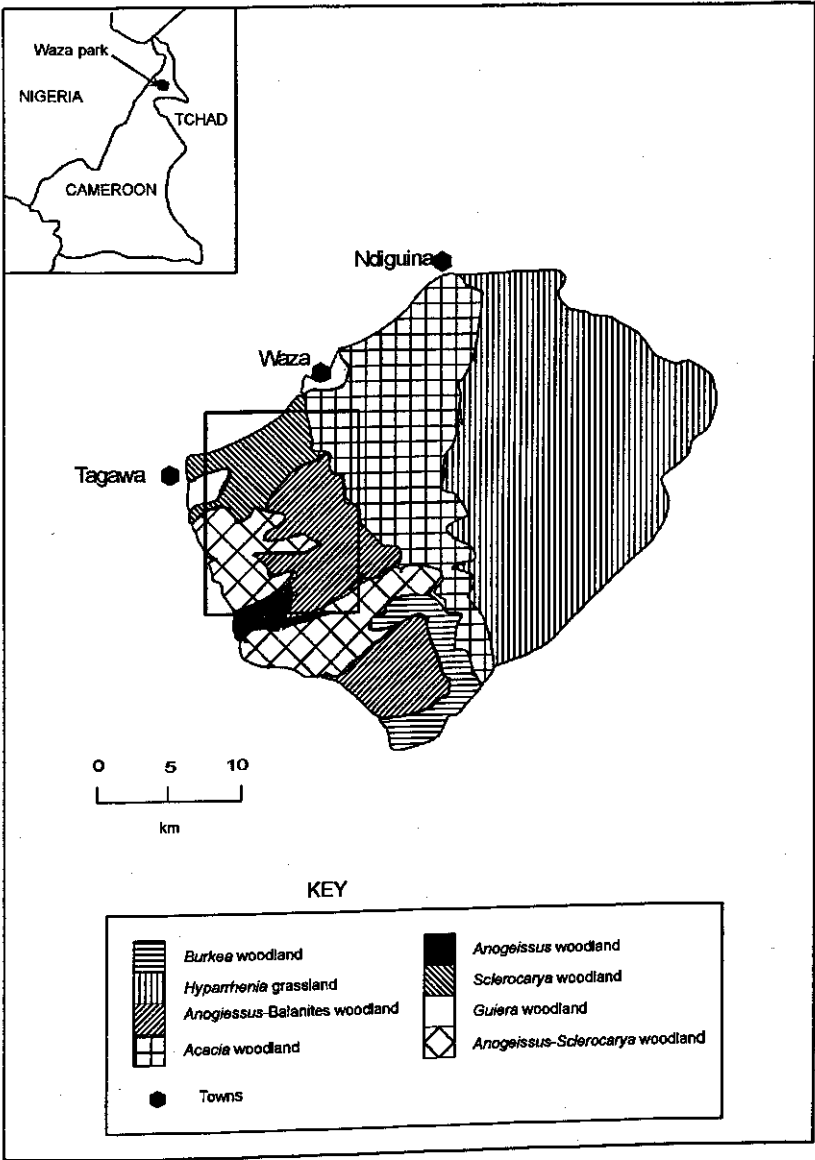 Waza park
NIGERIA
TCHAD
CAMEROON
Ndiguina
Waza
Tagawa
0 5 10
km
KEY
Burkea woodland
Hyparrhenia grassland
Anogiessus-Balanites woodland
Acacia woodland
Towns
Anogeissus woodland
Sclerocarya woodland
Guiera woodland
Anogeissus-Sclerocarya woodland